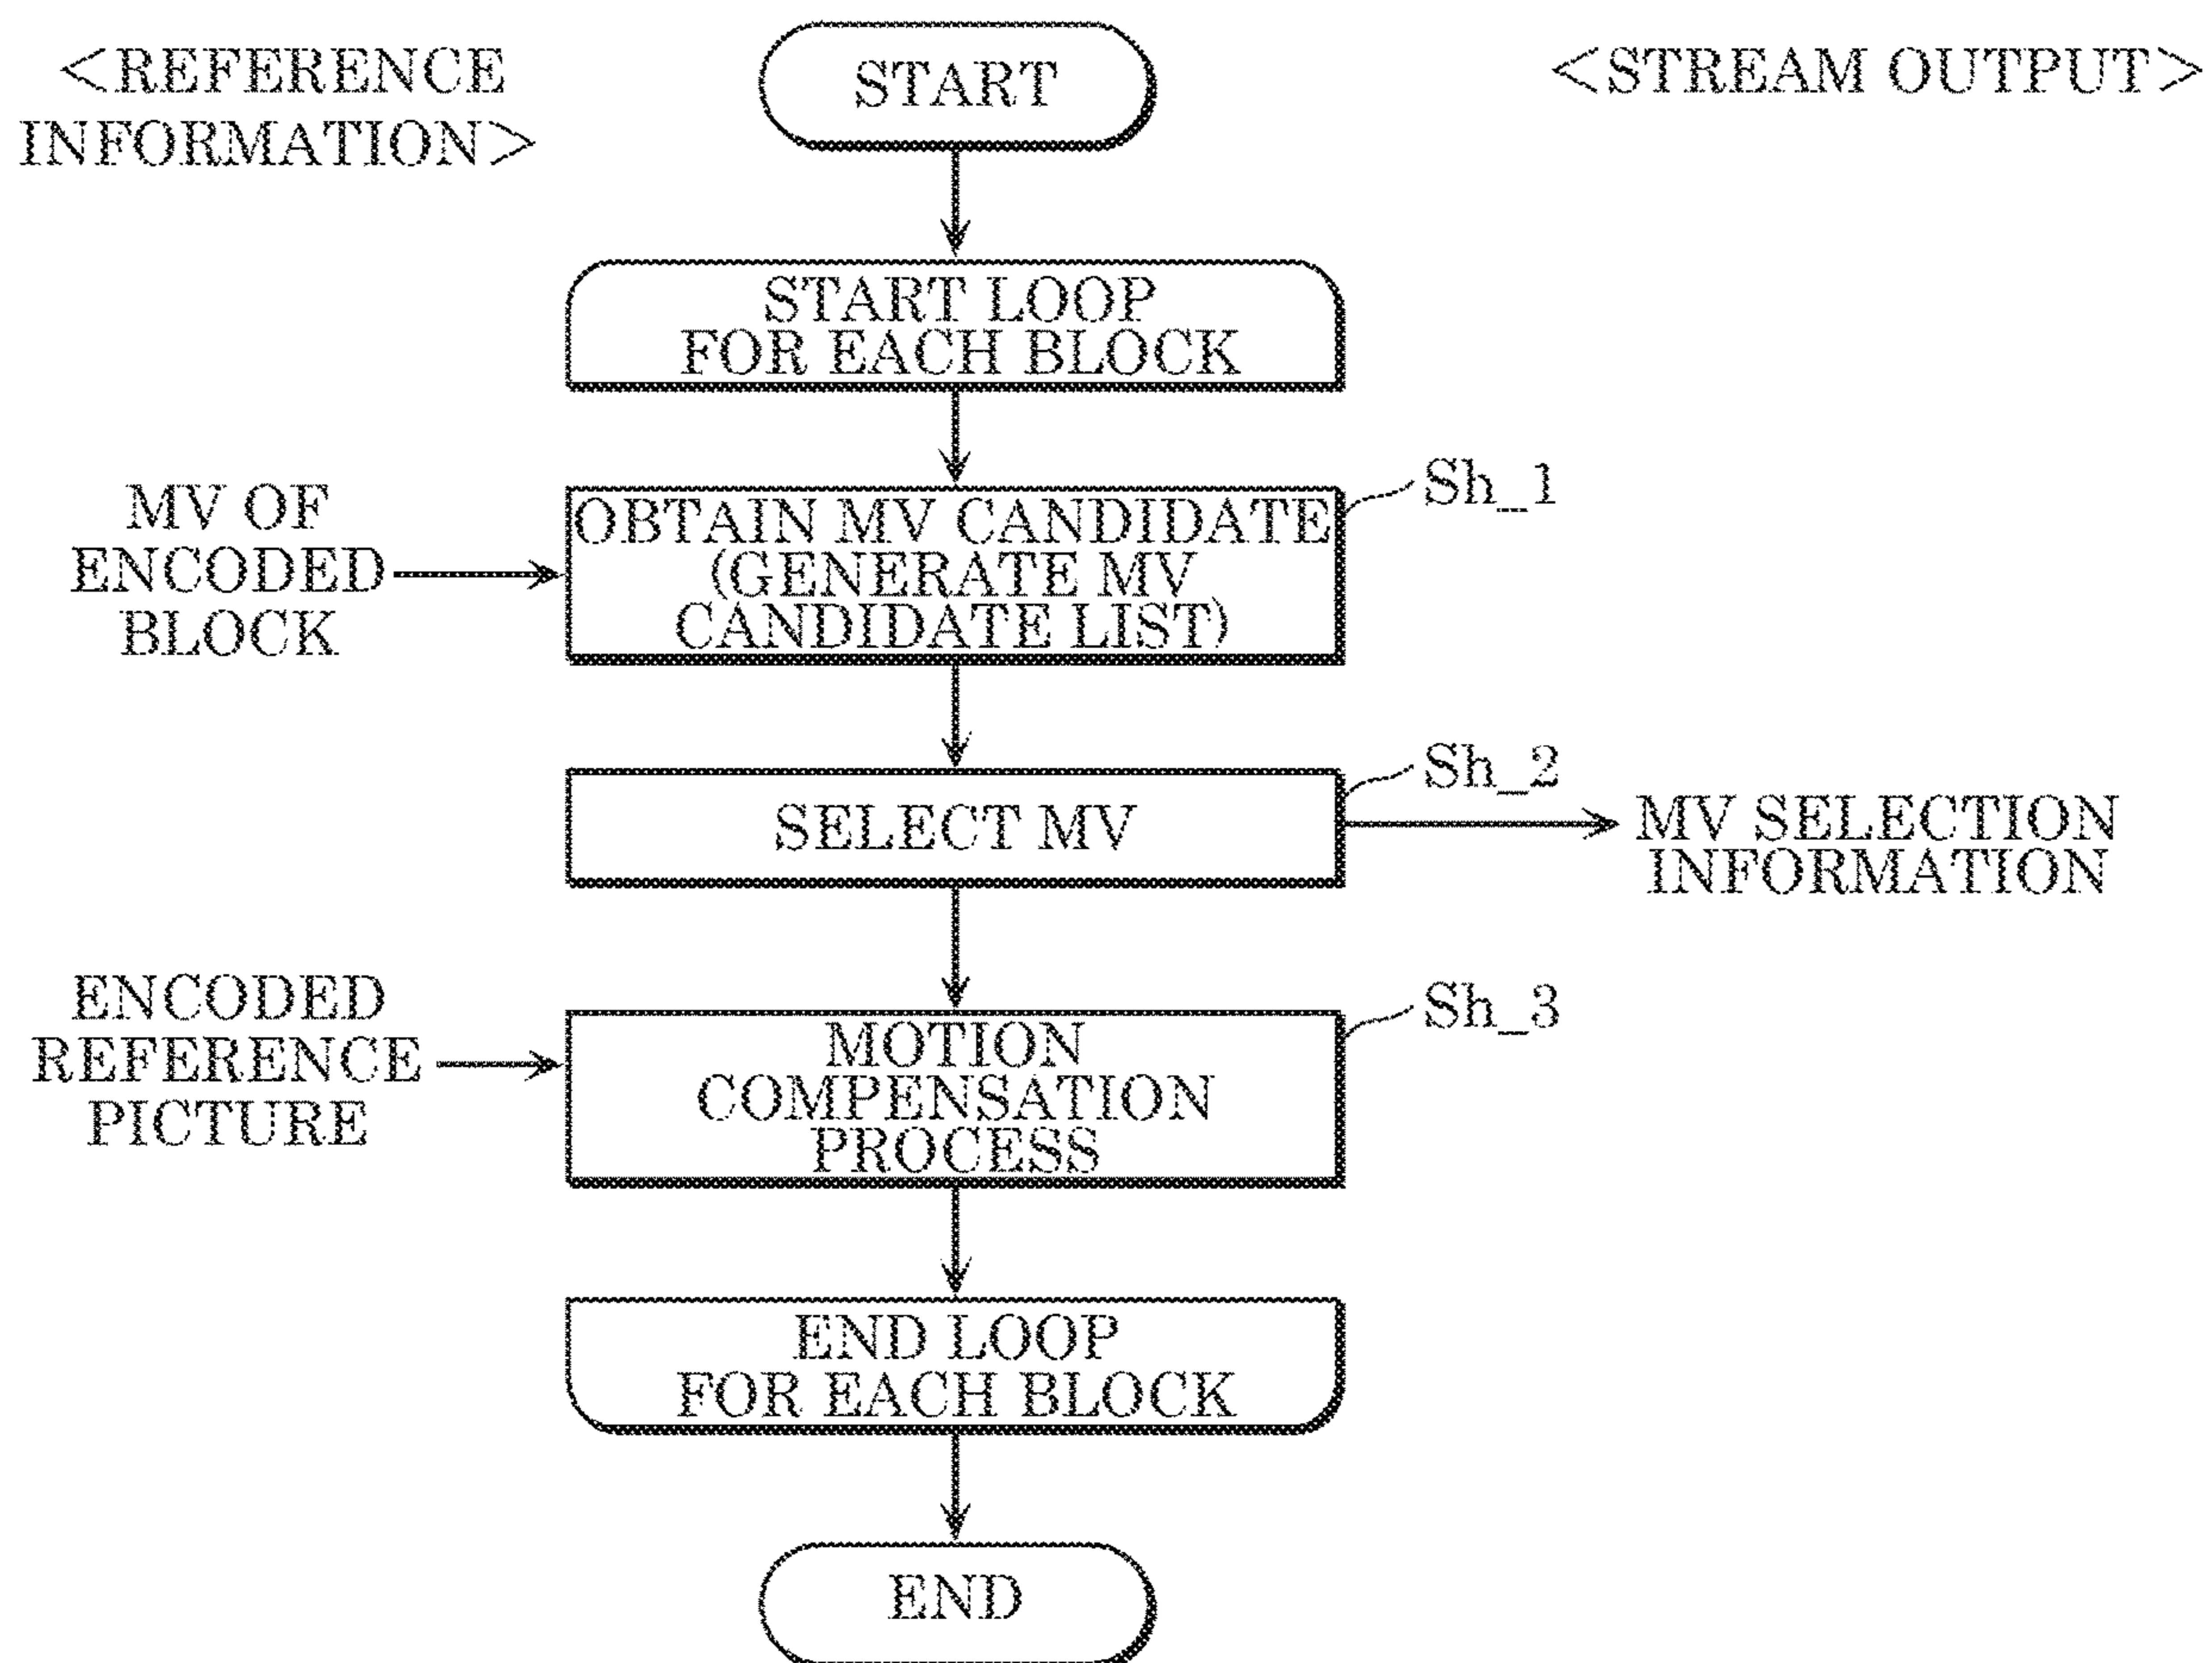 <REFERENCE
INFORMATION>
START
<STREAM OUTPUT>
START LOOP
FOR EACH BLOCK
MV OF
ENCODED
BLOCK
OBTAIN MV CANDIDATE
(GENERATE MV
CANDIDATE LIST)
Sh_1
SELECT MV
Sh_2
MV SELECTION
INFORMATION
ENCODED
REFERENCE
PICTURE
MOTION
COMPENSATION
PROCESS
Sh_3
END LOOP
FOR EACH BLOCK
END